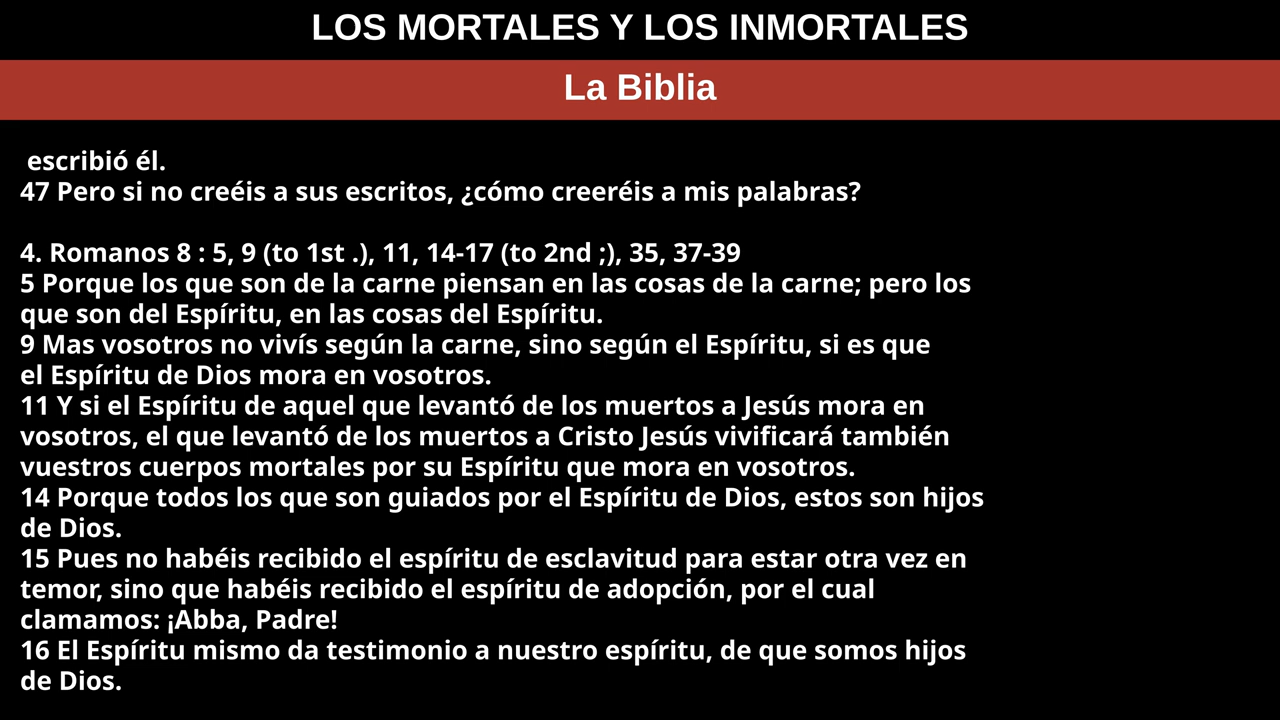 LOS MORTALES Y LOS INMORTALES
La Biblia
escribió él.
47 Pero si no creéis a sus escritos, ¿cómo creeréis a mis palabras?
4. Romanos 8 : 5, 9 (to 1st .), 11, 14-17 (to 2nd ;), 35, 37-39
5 Porque los que son de la carne piensan en las cosas de la carne; pero los
que son del Espíritu, en las cosas del Espíritu.
9 Mas vosotros no vivís según la carne, sino según el Espíritu, si es que
el Espíritu de Dios mora en vosotros.
11 Y si el Espíritu de aquel que levantó de los muertos a Jesús mora en
vosotros, el que levantó de los muertos a Cristo Jesús vivificará también
vuestros cuerpos mortales por su Espíritu que mora en vosotros.
14 Porque todos los que son guiados por el Espíritu de Dios, estos son hijos
de Dios.
15 Pues no habéis recibido el espíritu de esclavitud para estar otra vez en
temor, sino que habéis recibido el espíritu de adopción, por el cual
clamamos: ¡Abba, Padre!
16 El Espíritu mismo da testimonio a nuestro espíritu, de que somos hijos
de Dios.